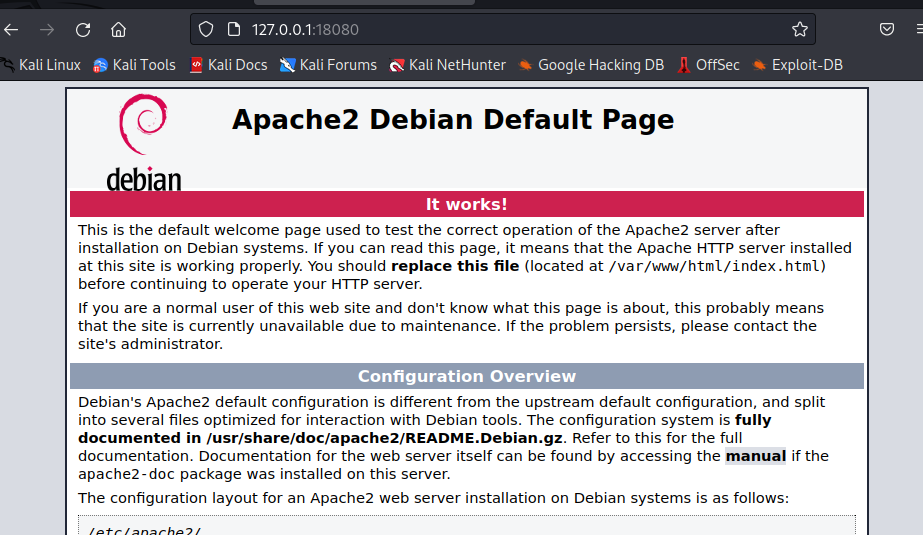 127.0.0.1:18080
Kali Linux Kali Tools Kali Docs Kali Forums Kali NetHunter Google Hacking DB OffSec Exploit-DB
debian
Apache2 Debian Default Page
It works!
This is the default welcome page used to test the correct operation of the Apache2 server after
installation on Debian systems. If you can read this page, it means that the Apache HTTP server installed
at this site is working properly. You should replace this file (located at /var/www/html/index.html)
before continuing to operate your HTTP server.
If you are a normal user of this web site and don't know what this page is about, this probably means
that the site is currently unavailable due to maintenance. If the problem persists, please contact the
site's administrator.
Configuration Overview
Debian's Apache2 default configuration is different from the upstream default configuration, and split
into several files optimized for interaction with Debian tools. The configuration system is fully
documented in /usr/share/doc/apache2/README.Debian.gz. Refer to this for the full
documentation. Documentation for the web server itself can be found by accessing the manual if the
apache2-doc package was installed on this server.
The configuration layout for an Apache2 web server installation on Debian systems is as follows:
/etc/apache2/